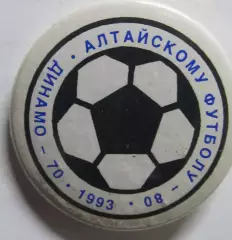 АЛТАЙСКОМУ ФУТБОЛУ - 80 · 1993 · 70 - ДИНАМО ·